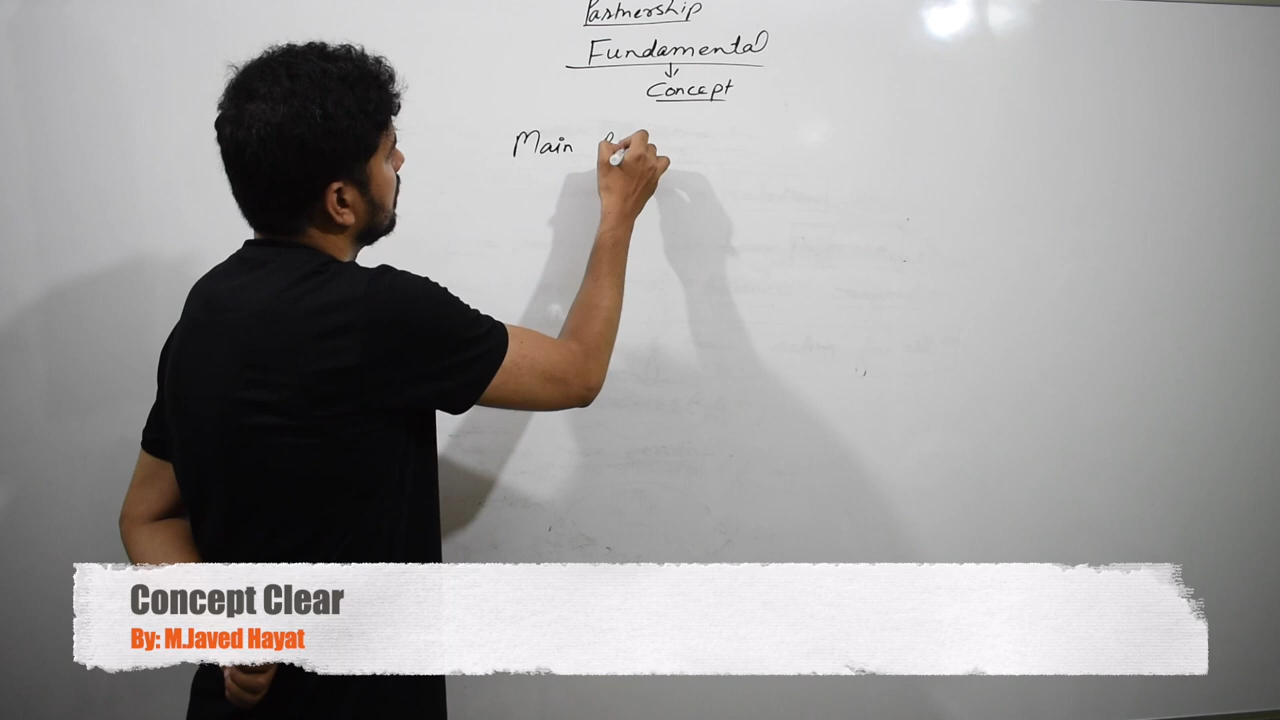 Partnership
Fundamental
Concept
Main
Concept Clear
By: M.Javed Hayat